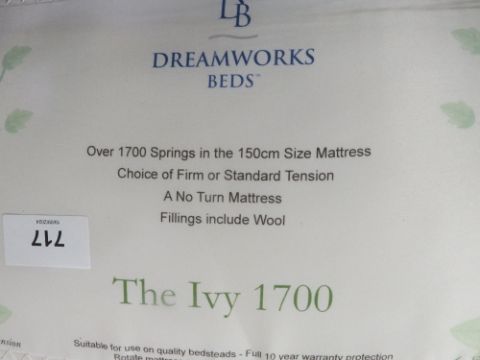 DB
DREAMWORKS
BEDS™
Over 1700 Springs in the 150cm Size Mattress
Choice of Firm or Standard Tension
A No Turn Mattress
Fillings include Wool
717
The Ivy 1700
Suitable for use on quality bedsteads - Full 10 year warranty protection
Rotate